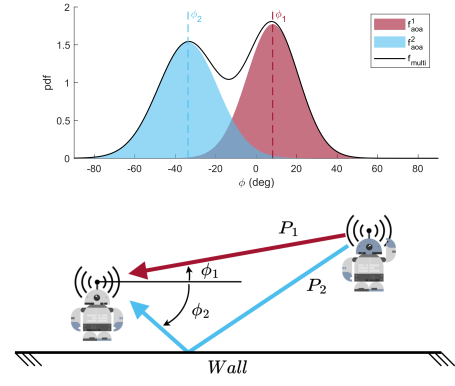 2
1.5
1
0.5
0
pdf
ϕ₂
ϕ₁
f¹aoa
f²aoa
fmulti
-80 -60 -40 -20 0 20 40 60 80
ϕ (deg)
P₁
ϕ₁
P₂
ϕ₂
Wall